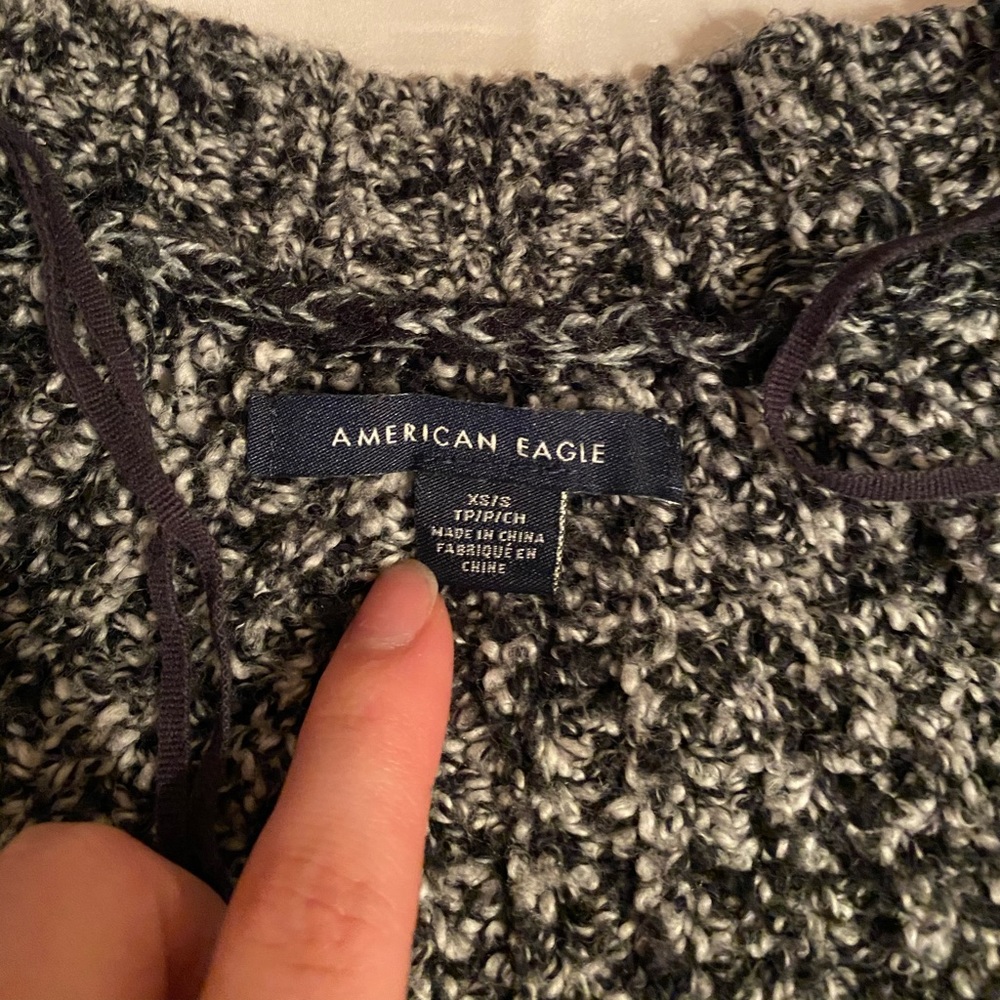 AMERICAN EAGLE
XS/S
TP/P/CH
MADE IN CHINA
FABRIQUÉ EN
CHINE